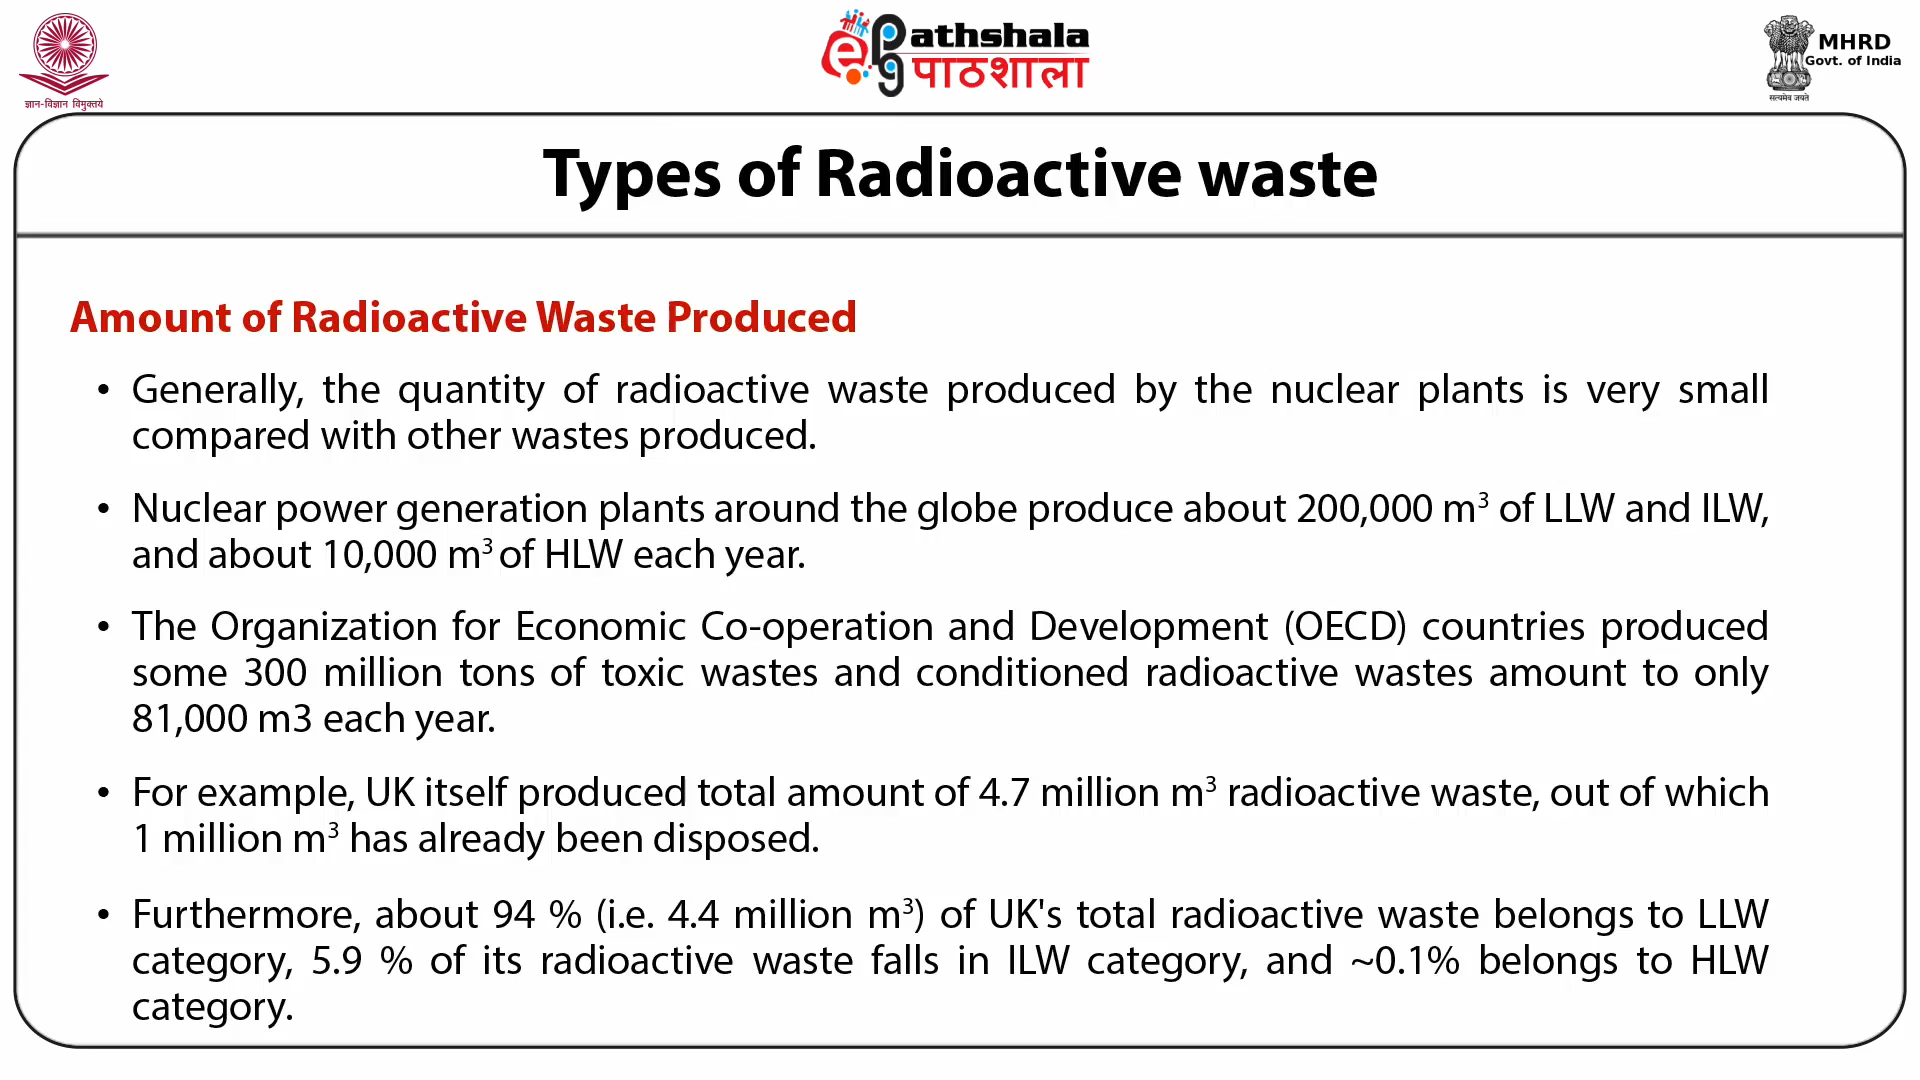 ज्ञान-विज्ञान विमुक्तये
ePathshala
पाठशाला
MHRD
Govt. of India
सत्यमेव जयते
Types of Radioactive waste
Amount of Radioactive Waste Produced
• Generally, the quantity of radioactive waste produced by the nuclear plants is very small
compared with other wastes produced.
• Nuclear power generation plants around the globe produce about 200,000 m³ of LLW and ILW,
and about 10,000 m³ of HLW each year.
• The Organization for Economic Co-operation and Development (OECD) countries produced
some 300 million tons of toxic wastes and conditioned radioactive wastes amount to only
81,000 m3 each year.
• For example, UK itself produced total amount of 4.7 million m³ radioactive waste, out of which
1 million m³ has already been disposed.
• Furthermore, about 94 % (i.e. 4.4 million m³) of UK's total radioactive waste belongs to LLW
category, 5.9 % of its radioactive waste falls in ILW category, and ~0.1% belongs to HLW
category.